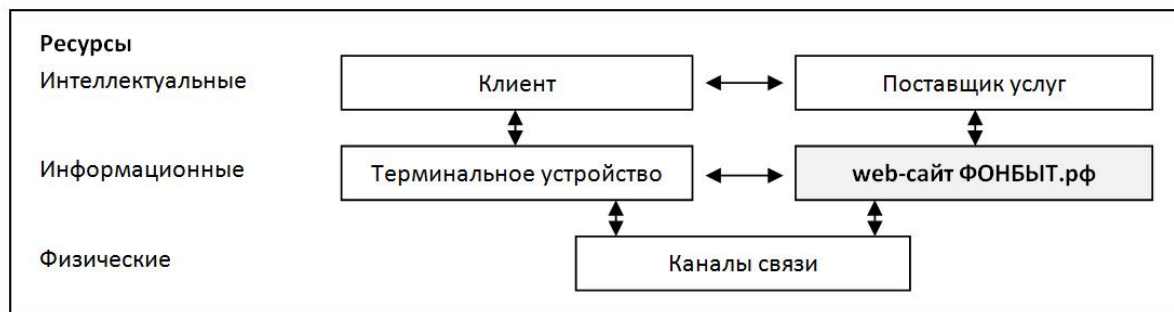 Ресурсы
Интеллектуальные Клиент Поставщик услуг
Информационные Терминальное устройство web-сайт ФОНБЫТ.рф
Физические Каналы связи